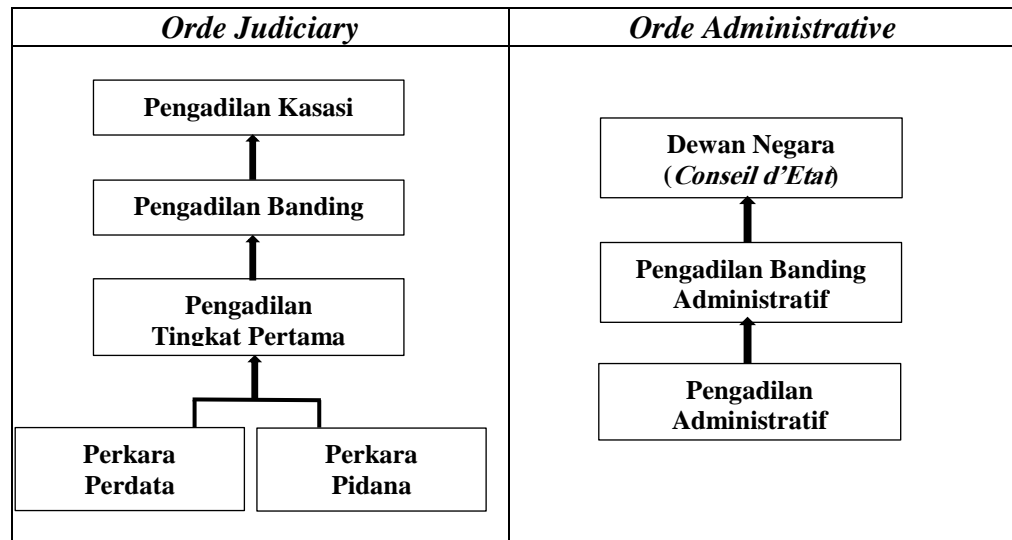 Orde Judiciary
Pengadilan Kasasi
Pengadilan Banding
Pengadilan
Tingkat Pertama
Perkara
Perdata
Perkara
Pidana
Orde Administrative
Dewan Negara
(Conseil d'Etat)
Pengadilan Banding
Administratif
Pengadilan
Administratif